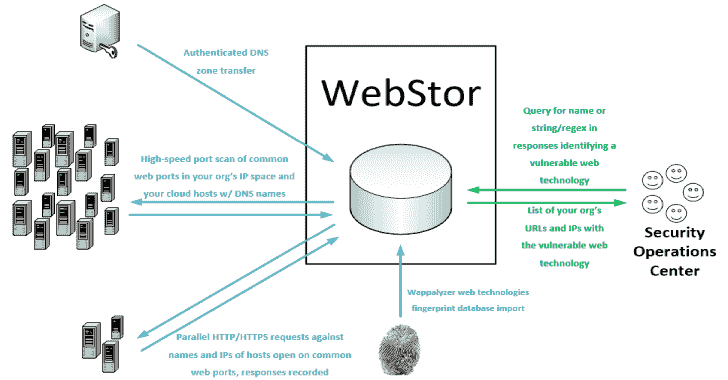 Authenticated DNS
zone transfer
WebStor
Query for name or
string/regex in
responses identifying a
vulnerable web
technology
High-speed port scan of common
web ports in your org's IP space and
your cloud hosts w/ DNS names
List of your org's
URLs and IPs with
the vulnerable web
technology
Security
Operations
Center
Wappalyzer web technologies
fingerprint database import
Parallel HTTP/HTTPS requests against
names and IPs of hosts open on common
web ports, responses recorded